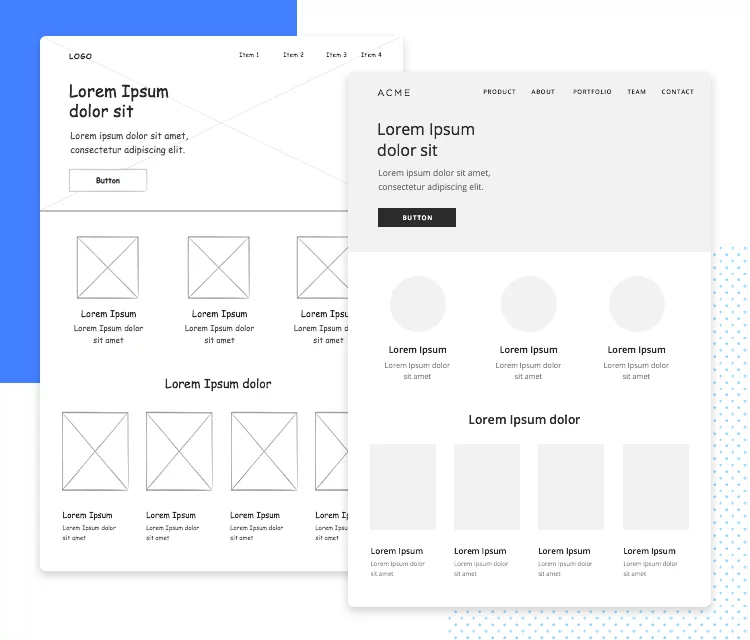 LOGO
Item 1 Item 2 Item 3 Item 4
Lorem Ipsum
dolor sit
Lorem ipsum dolor sit amet,
consectetur adipiscing elit.
Button
Lorem Ipsum
Lorem Ipsum dolor
sit amet
Lorem Ipsum
Lorem Ipsum dolor
sit amet
Lorem Ips
Lorem Ipsum d
sit amet
Lorem Ipsum dolor
Lorem Ipsum
Lorem Ipsum dolor
sit amet
Lorem Ipsum
Lorem Ipsum dolor
sit amet
Lorem Ipsum
Lorem Ipsum dolor
sit amet
Lorem Ip
Lorem Ips
sit amet
ACME
PRODUCT ABOUT PORTFOLIO TEAM CONTACT
Lorem Ipsum
dolor sit
Lorem ipsum dolor sit amet,
consectetur adipiscing elit.
BUTTON
Lorem Ipsum
Lorem Ipsum dolor
sit amet
Lorem Ipsum
Lorem Ipsum dolor
sit amet
Lorem Ipsum
Lorem Ipsum dolor
sit amet
Lorem Ipsum dolor
Lorem Ipsum
Lorem Ipsum dolor
sit amet
Lorem Ipsum
Lorem Ipsum dolor
sit amet
Lorem Ipsum
Lorem Ipsum dolor
sit amet
Lorem Ipsum
Lorem Ipsum dolor
sit amet